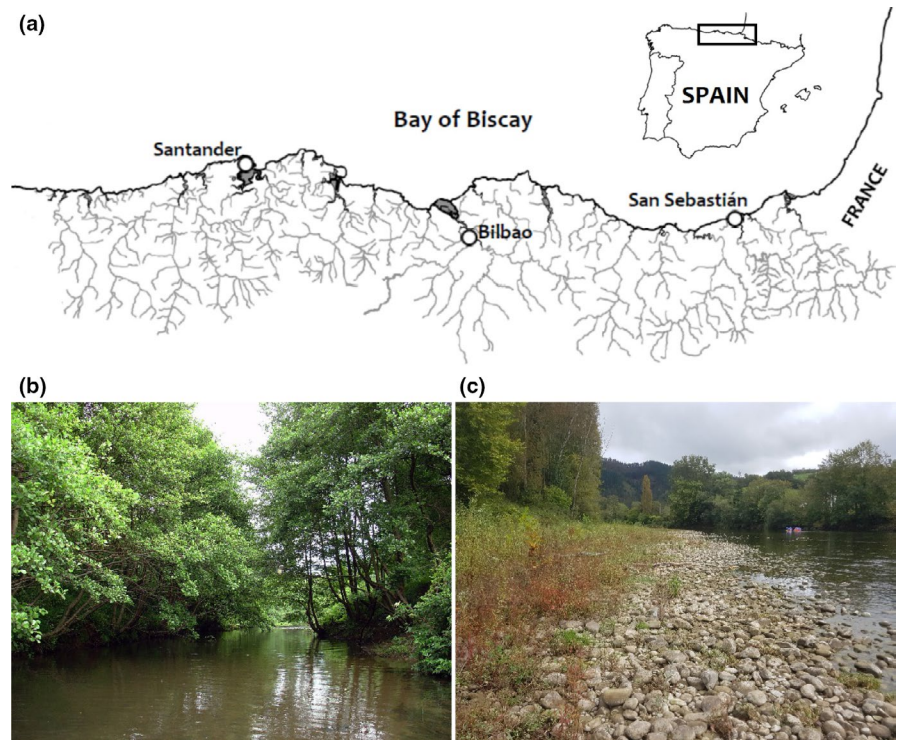 (a)
SPAIN
Bay of Biscay
Santander
San Sebastián
Bilbao
FRANCE
(b)
(c)